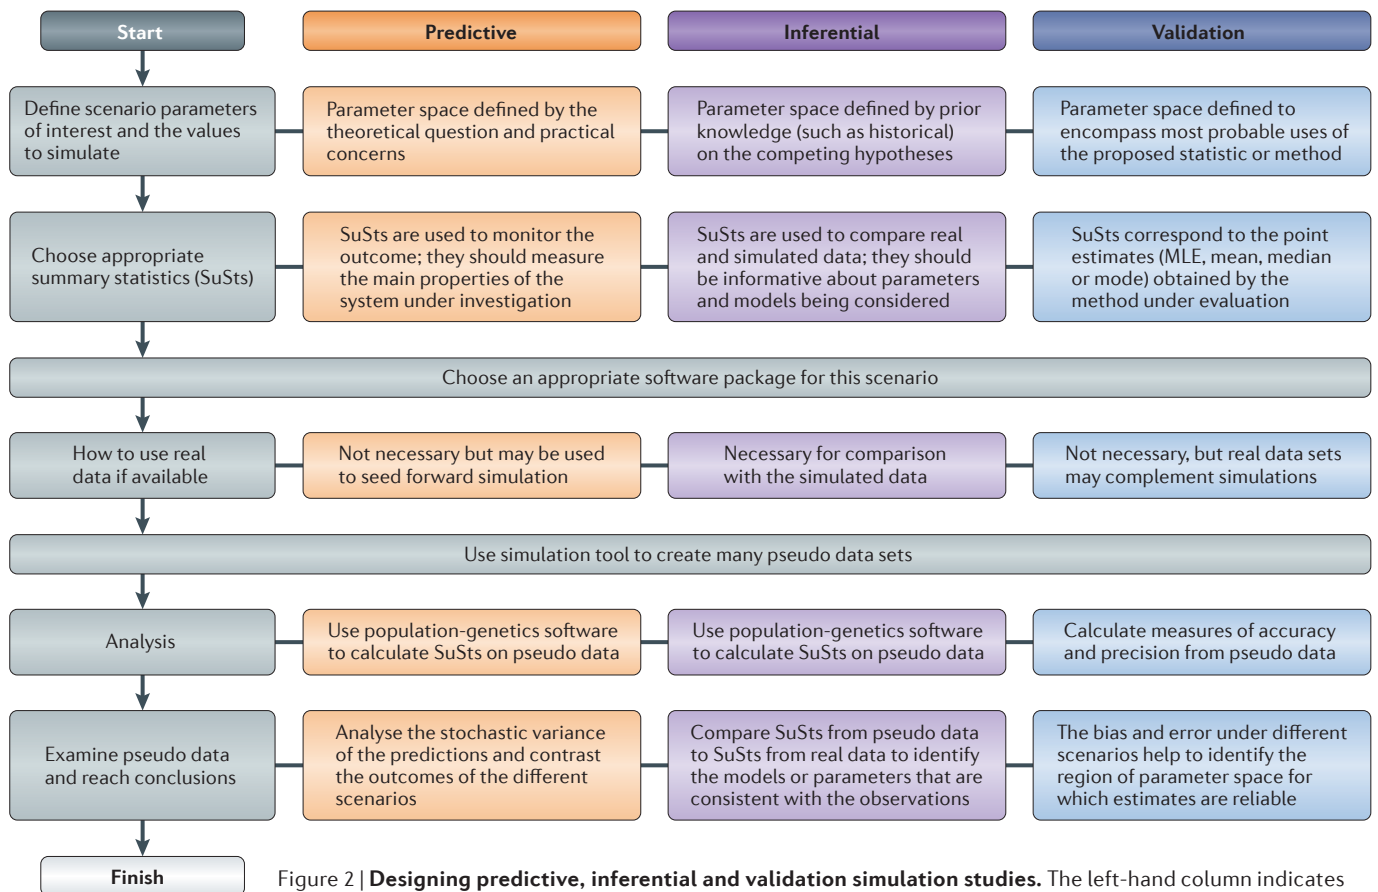 Start
Predictive
Inferential
Validation
Define scenario parameters
of interest and the values
to simulate
Parameter space defined by the
theoretical question and practical
concerns
Parameter space defined by prior
knowledge (such as historical)
on the competing hypotheses
Parameter space defined to
encompass most probable uses of
the proposed statistic or method
Choose appropriate
summary statistics (SuSts)
SuSts are used to monitor the
outcome; they should measure
the main properties of the
system under investigation
SuSts are used to compare real
and simulated data; they should
be informative about parameters
and models being considered
SuSts correspond to the point
estimates (MLE, mean, median
or mode) obtained by the
method under evaluation
Choose an appropriate software package for this scenario
How to use real
data if available
Not necessary but may be used
to seed forward simulation
Necessary for comparison
with the simulated data
Not necessary, but real data sets
may complement simulations
Use simulation tool to create many pseudo data sets
Analysis
Use population-genetics software
to calculate SuSts on pseudo data
Use population-genetics software
to calculate SuSts on pseudo data
Calculate measures of accuracy
and precision from pseudo data
Examine pseudo data
and reach conclusions
Analyse the stochastic variance
of the predictions and contrast
the outcomes of the different
scenarios
Compare SuSts from pseudo data
to SuSts from real data to identify
the models or parameters that are
consistent with the observations
The bias and error under different
scenarios help to identify the
region of parameter space for
which estimates are reliable
Finish
Figure 2 | Designing predictive, inferential and validation simulation studies. The left-hand column indicates